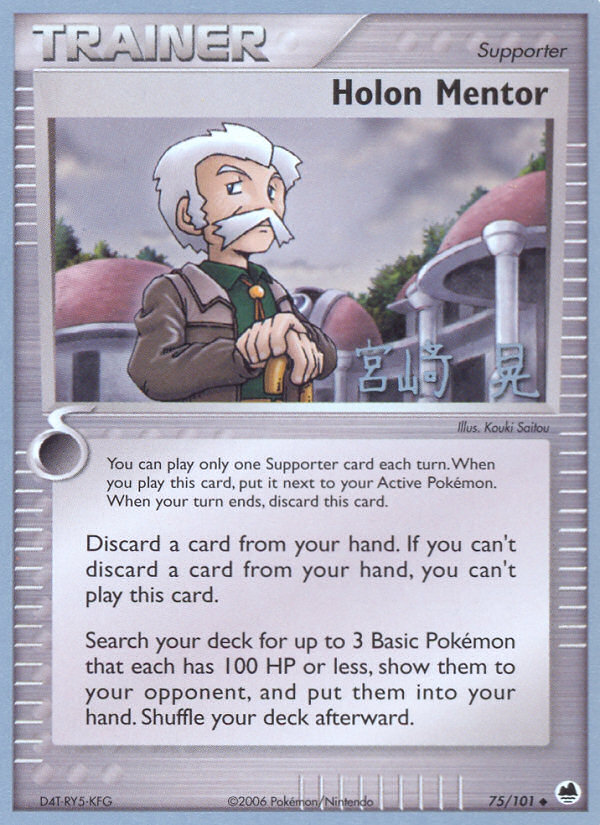 TRAINER
Supporter
Holon Mentor
宮崎 晃
Illus. Kouki Saitou
You can play only one Supporter card each turn. When
you play this card, put it next to your Active Pokémon.
When your turn ends, discard this card.
Discard a card from your hand. If you can't
discard a card from your hand, you can't
play this card.
Search your deck for up to 3 Basic Pokémon
that each has 100 HP or less, show them to
your opponent, and put them into your
hand. Shuffle your deck afterward.
D4T-RY5-KFG
©2006 Pokémon/Nintendo
75/101